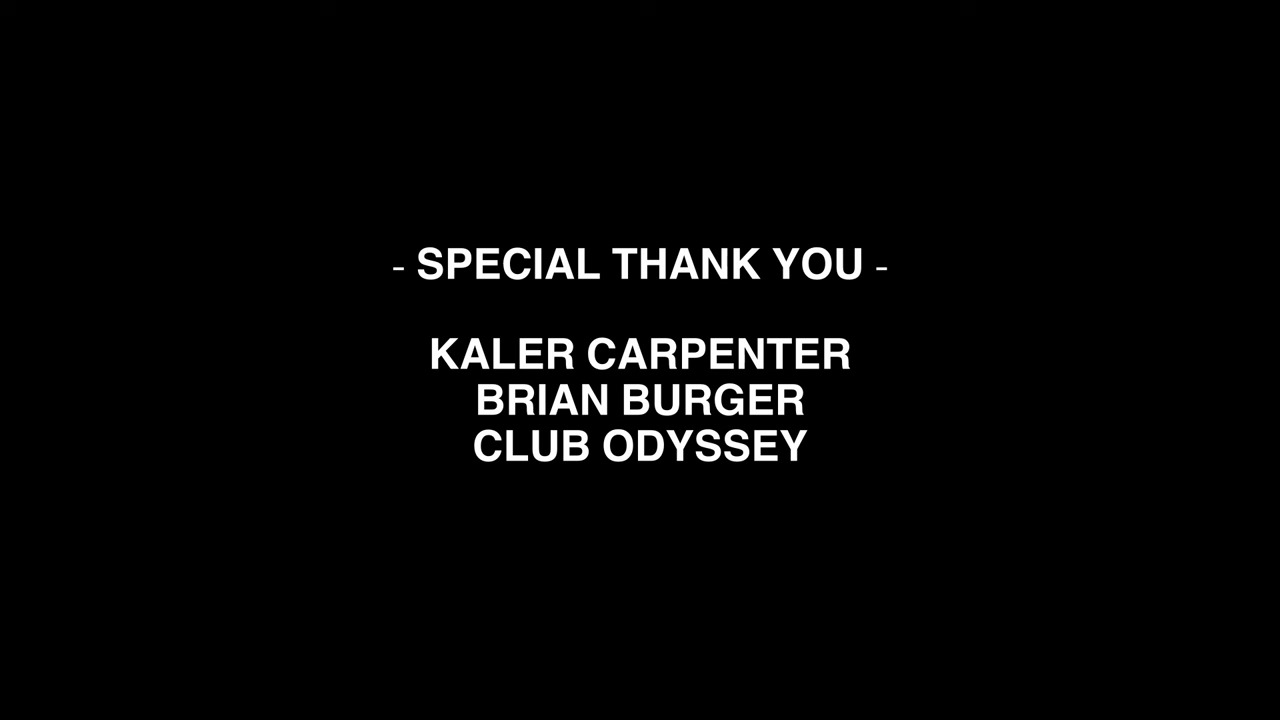 - SPECIAL THANK YOU -
KALER CARPENTER
BRIAN BURGER
CLUB ODYSSEY